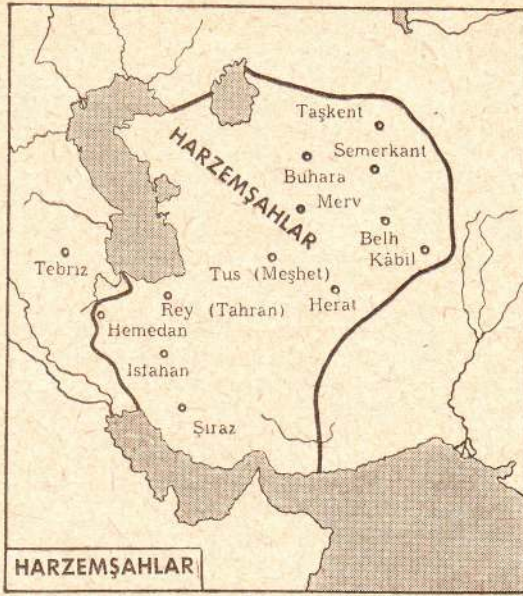 Taşkent
Semerkant
Buhara
HARZEMŞAHLAR
Merv
Belh
Kâbil
Tebriz
Tus (Meşhet)
Herat
Rey (Tahran)
Hemedan
Isfahan
Şiraz
HARZEMŞAHLAR